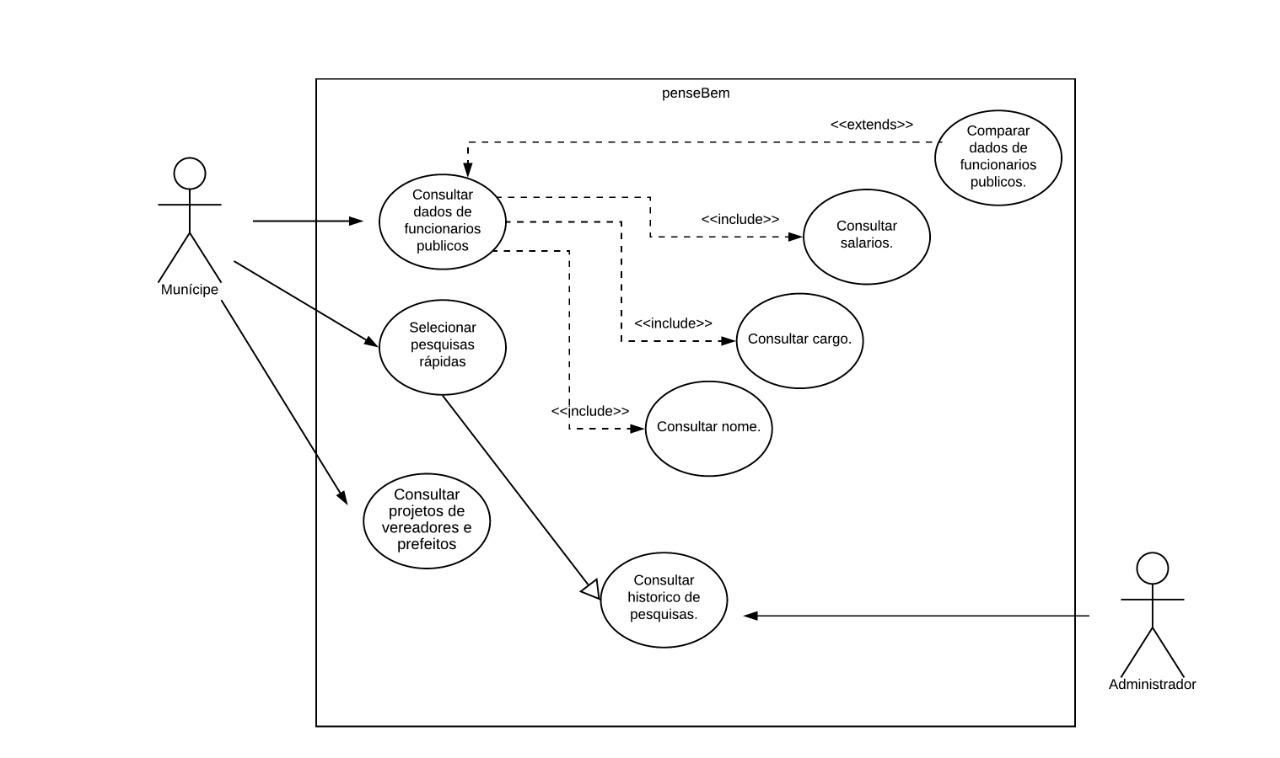 penseBem
<<extends>>
Comparar
dados de
funcionarios
publicos.
Consultar
dados de
funcionarios
publicos
<<include>>
Consultar
salarios.
Munícipe
<<include>>
Consultar cargo.
Selecionar
pesquisas
rápidas
<<include>>
Consultar nome.
Consultar
projetos de
vereadores e
prefeitos
Consultar
historico de
pesquisas.
Administrador